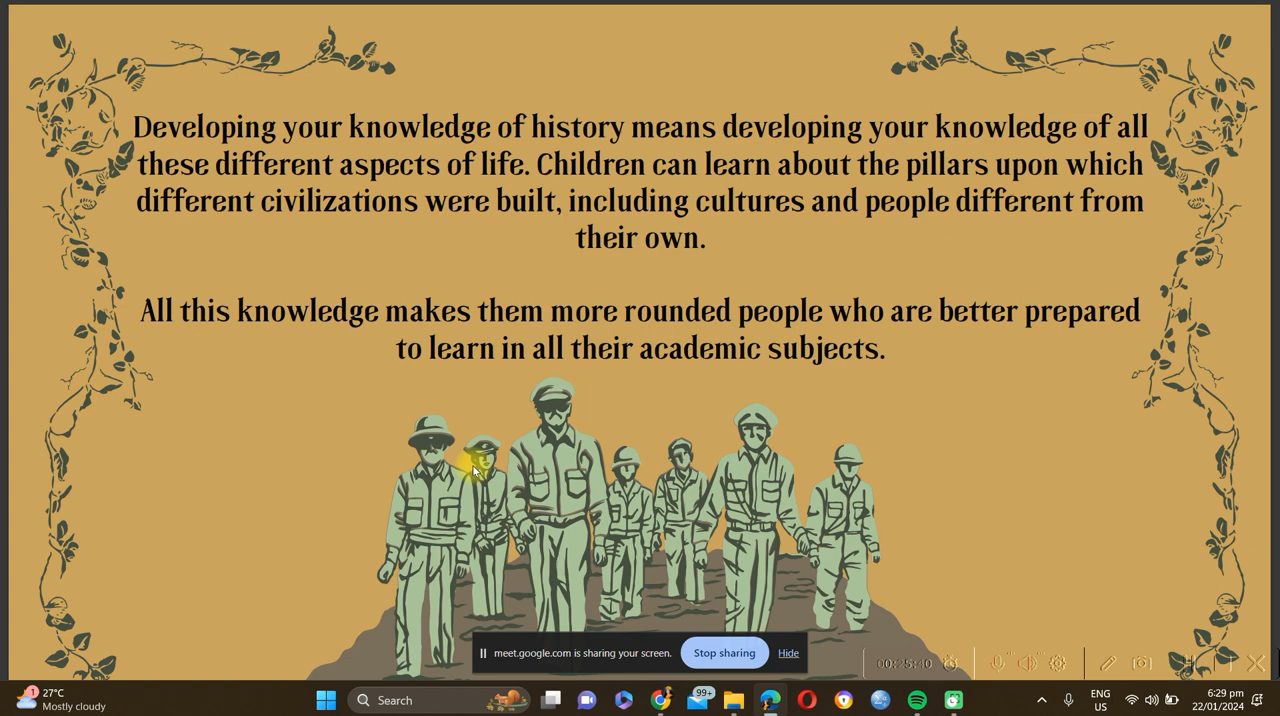 Developing your knowledge of history means developing your knowledge of all
these different aspects of life. Children can learn about the pillars upon which
different civilizations were built, including cultures and people different from
their own.
All this knowledge makes them more rounded people who are better prepared
to learn in all their academic subjects.
meet.google.com is sharing your screen.
Stop sharing
Hide
00:25:40
1
27°C
Mostly cloudy
Search
99+
ENG
US
6:29 pm
22/01/2024